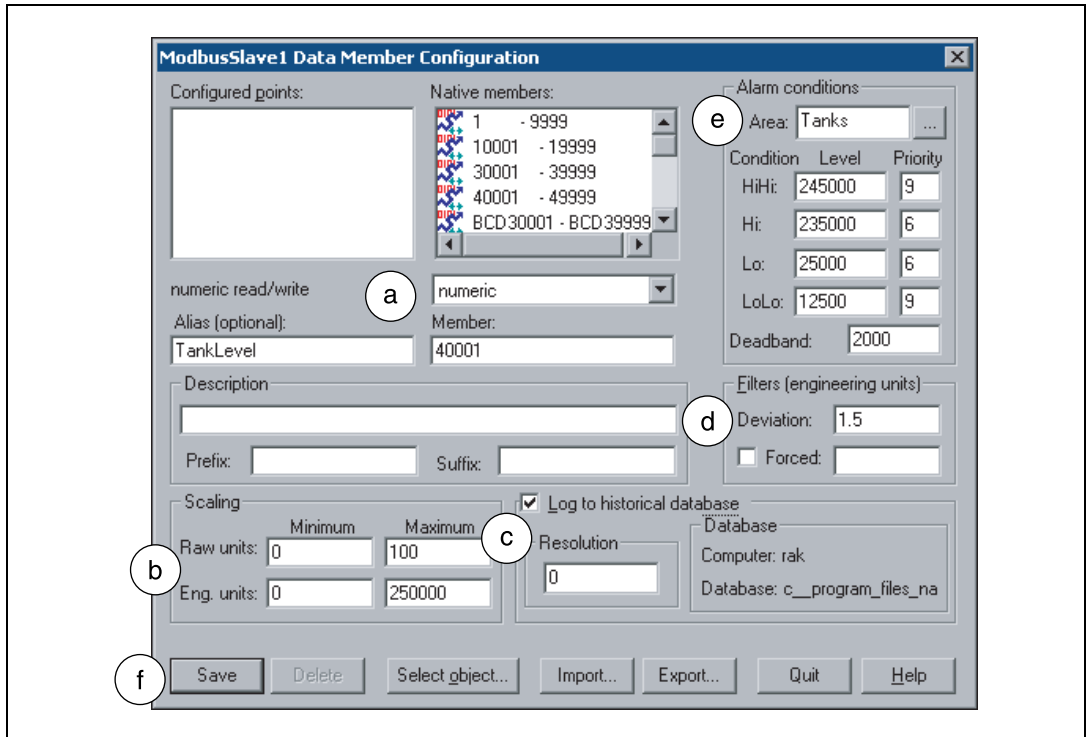 ModbusSlave1 Data Member Configuration
Configured points:
Native members:
1 - 9999
10001 - 19999
30001 - 39999
40001 - 49999
BCD30001 - BCD39999
numeric read/write
a
numeric
Alias (optional):
TankLevel
Member:
40001
Description
Prefix:
Suffix:
Alarm conditions
e
Area: Tanks ...
Condition Level Priority
HiHi: 245000 9
Hi: 235000 6
Lo: 25000 6
LoLo: 12500 9
Deadband: 2000
Filters (engineering units)
d
Deviation: 1.5
Forced:
Scaling
Minimum Maximum
b
Raw units: 0 100
Eng. units: 0 250000
Log to historical database
c
Resolution
0
Database
Computer: rak
Database: c__program_files_na
f
Save Delete Select object... Import... Export... Quit Help